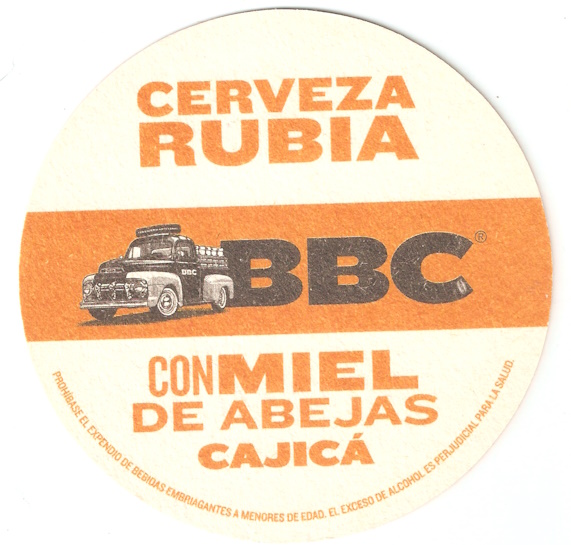 CERVEZA
RUBIA
BBC
BBC®
CON MIEL
DE ABEJAS
CAJICÁ
PROHÍBASE EL EXPENDIO DE BEBIDAS EMBRIAGANTES A MENORES DE EDAD. EL EXCESO DE ALCOHOL ES PERJUDICIAL PARA LA SALUD.